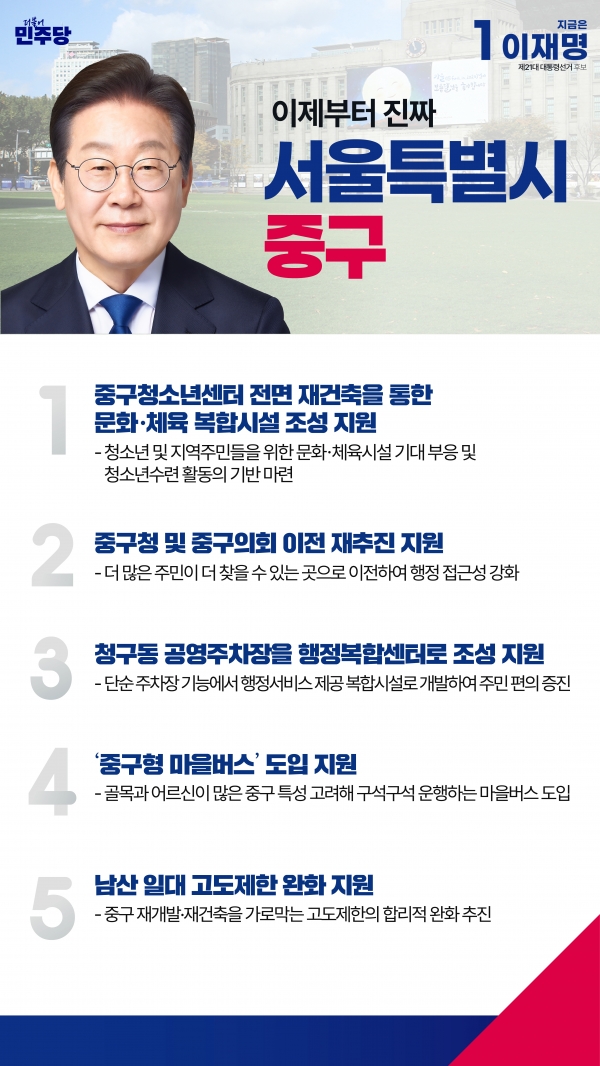 더불어
민주당
지금은
1 이재명
제21대 대통령선거 후보
이제부터 진짜
서울특별시
중구
1
중구청소년센터 전면 재건축을 통한
문화·체육 복합시설 조성 지원
- 청소년 및 지역주민들을 위한 문화·체육시설 기대 부응 및
청소년수련 활동의 기반 마련
2
중구청 및 중구의회 이전 재추진 지원
- 더 많은 주민이 더 찾을 수 있는 곳으로 이전하여 행정 접근성 강화
3
청구동 공영주차장을 행정복합센터로 조성 지원
- 단순 주차장 기능에서 행정서비스 제공 복합시설로 개발하여 주민 편의 증진
4
‘중구형 마을버스’ 도입 지원
- 골목과 어르신이 많은 중구 특성 고려해 구석구석 운행하는 마을버스 도입
5
남산 일대 고도제한 완화 지원
- 중구 재개발·재건축을 가로막는 고도제한의 합리적 완화 추진